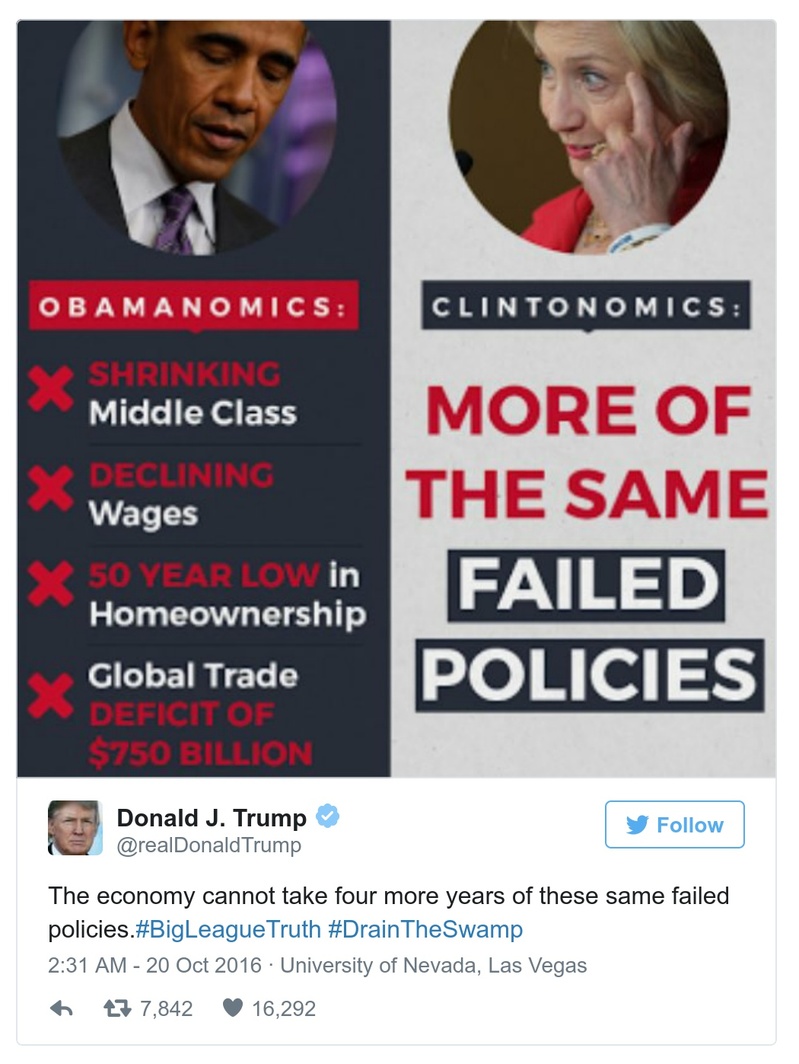 OBAMANOMICS:
SHRINKING
Middle Class
DECLINING
Wages
50 YEAR LOW in
Homeownership
Global Trade
DEFICIT OF
$750 BILLION
CLINTONOMICS:
MORE OF
THE SAME
FAILED
POLICIES
Donald J. Trump
@realDonaldTrump
Follow
The economy cannot take four more years of these same failed
policies.#BigLeagueTruth #DrainTheSwamp
2:31 AM - 20 Oct 2016 · University of Nevada, Las Vegas
7,842 16,292